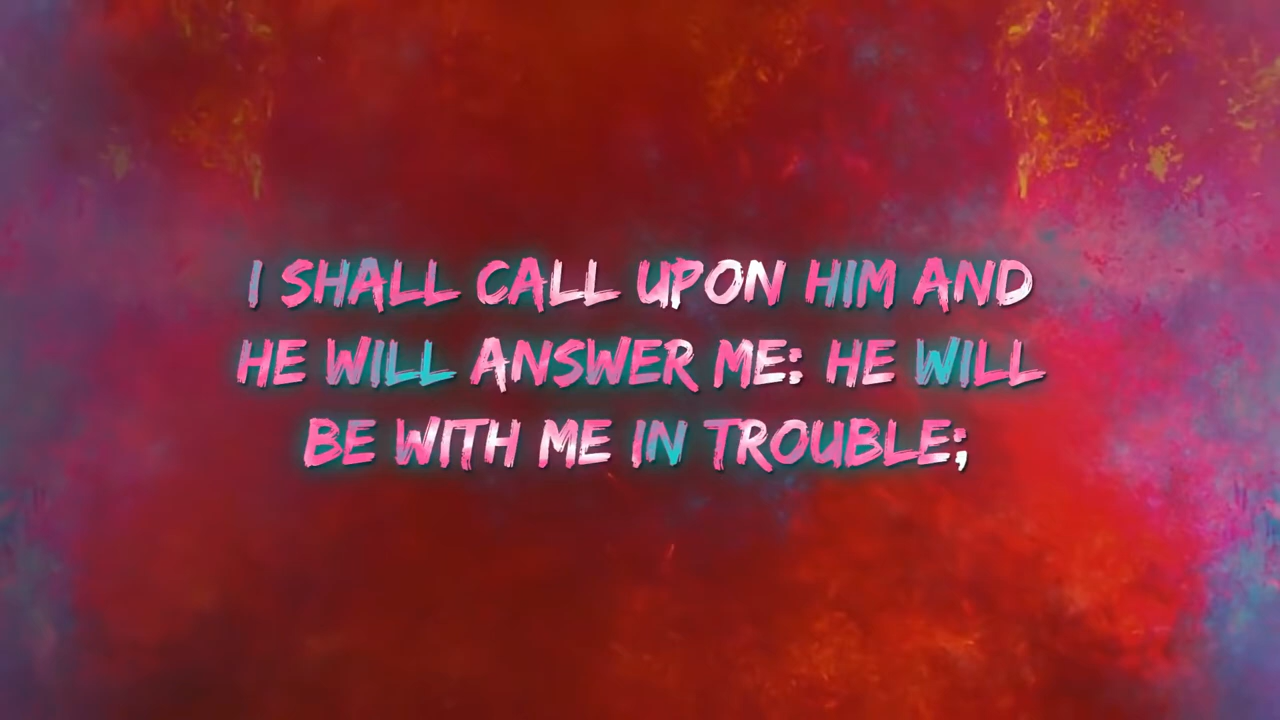 I SHALL CALL UPON HIM AND
HE WILL ANSWER ME: HE WILL
BE WITH ME IN TROUBLE;